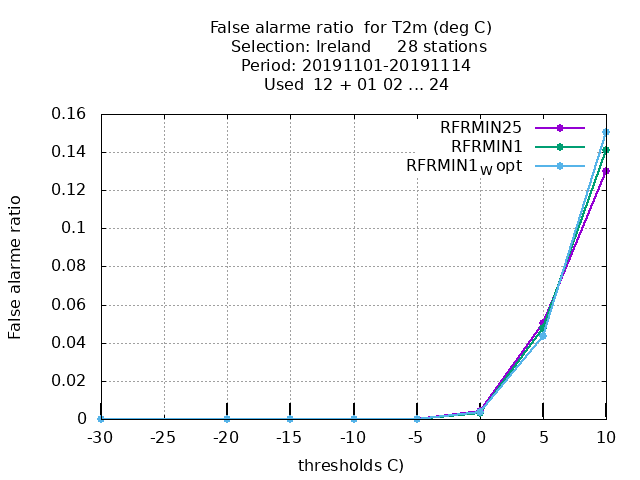 False alarme ratio  for T2m (deg C)
Selection: Ireland     28 stations
Period: 20191101-20191114
Used  12 + 01 02 ... 24
RFRMIN25
RFRMIN1
RFRMIN1W opt
False alarme ratio
0.16
0.14
0.12
0.1
0.08
0.06
0.04
0.02
0
-30 -25 -20 -15 -10 -5 0 5 10
thresholds C)